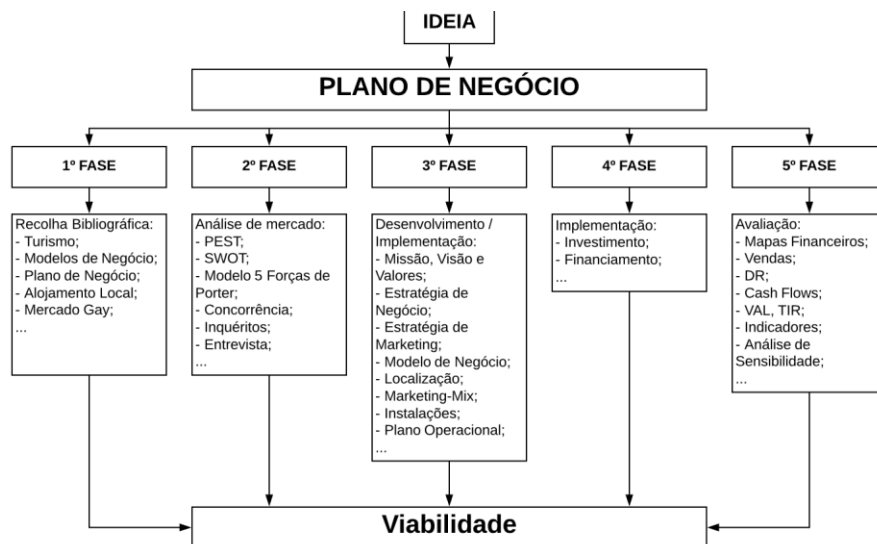 IDEIA
PLANO DE NEGÓCIO
1º FASE
2º FASE
3º FASE
4º FASE
5º FASE
Recolha Bibliográfica:
- Turismo;
- Modelos de Negócio;
- Plano de Negócio;
- Alojamento Local;
- Mercado Gay;
...
Análise de mercado:
- PEST;
- SWOT;
- Modelo 5 Forças de
Porter;
- Concorrência;
- Inquéritos;
- Entrevista;
...
Desenvolvimento /
Implementação:
- Missão, Visão e
Valores;
- Estratégia de
Negócio;
- Estratégia de
Marketing;
- Modelo de Negócio;
- Localização;
- Marketing-Mix;
- Instalações;
- Plano Operacional;
...
Implementação:
- Investimento;
- Financiamento;
...
Avaliação:
- Mapas Financeiros;
- Vendas;
- DR;
- Cash Flows;
- VAL, TIR;
- Indicadores;
- Análise de
Sensibilidade;
...
Viabilidade